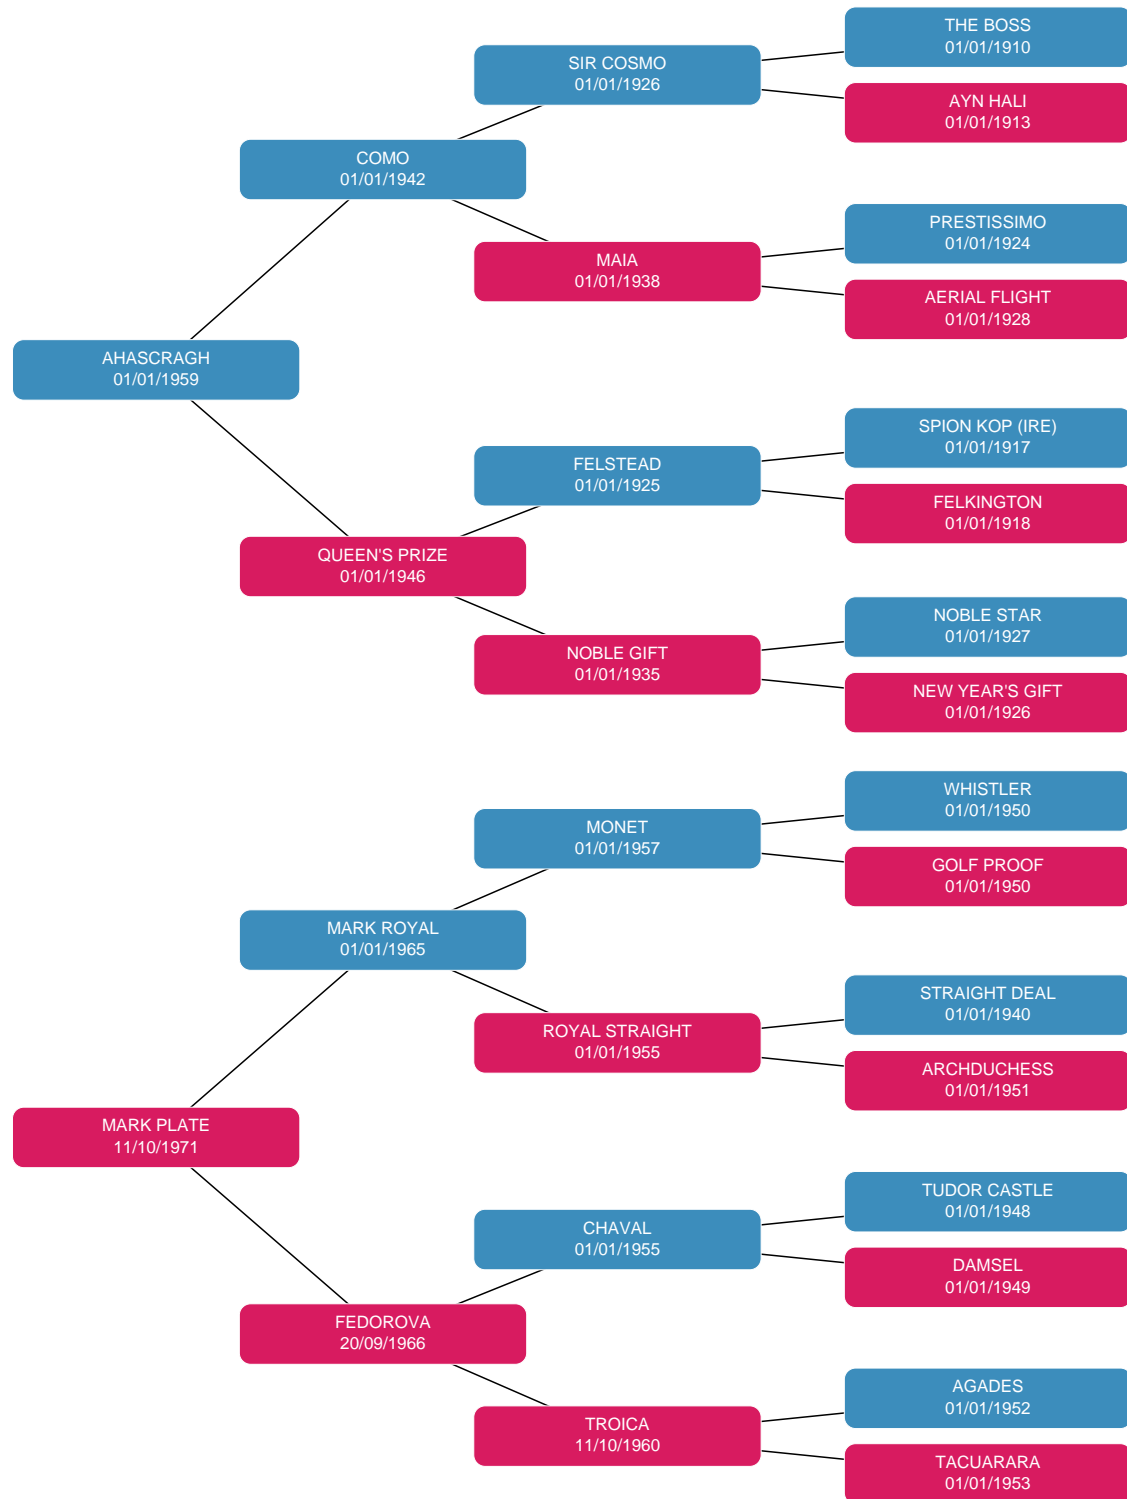 THE BOSS
01/01/1910
SIR COSMO
01/01/1926
AYN HALI
01/01/1913
COMO
01/01/1942
PRESTISSIMO
01/01/1924
MAIA
01/01/1938
AERIAL FLIGHT
01/01/1928
AHASCRAGH
01/01/1959
SPION KOP (IRE)
01/01/1917
FELSTEAD
01/01/1925
FELKINGTON
01/01/1918
QUEEN'S PRIZE
01/01/1946
NOBLE STAR
01/01/1927
NOBLE GIFT
01/01/1935
NEW YEAR'S GIFT
01/01/1926
WHISTLER
01/01/1950
MONET
01/01/1957
GOLF PROOF
01/01/1950
MARK ROYAL
01/01/1965
STRAIGHT DEAL
01/01/1940
ROYAL STRAIGHT
01/01/1955
ARCHDUCHESS
01/01/1951
MARK PLATE
11/10/1971
TUDOR CASTLE
01/01/1948
CHAVAL
01/01/1955
DAMSEL
01/01/1949
FEDOROVA
20/09/1966
AGADES
01/01/1952
TROICA
11/10/1960
TACUARARA
01/01/1953